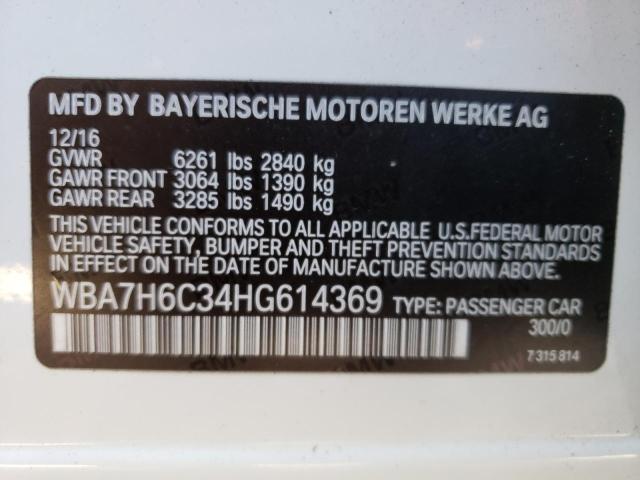 MFD BY BAYERISCHE MOTOREN WERKE AG
12/16
GVWR 6261 lbs 2840 kg
GAWR FRONT 3064 lbs 1390 kg
GAWR REAR 3285 lbs 1490 kg
THIS VEHICLE CONFORMS TO ALL APPLICABLE U.S.FEDERAL MOTOR
VEHICLE SAFETY, BUMPER AND THEFT PREVENTION STANDARDS
IN EFFECT ON THE DATE OF MANUFACTURE SHOWN ABOVE.
WBA7H6C34HG614369 TYPE: PASSENGER CAR
300/0
7 315 814